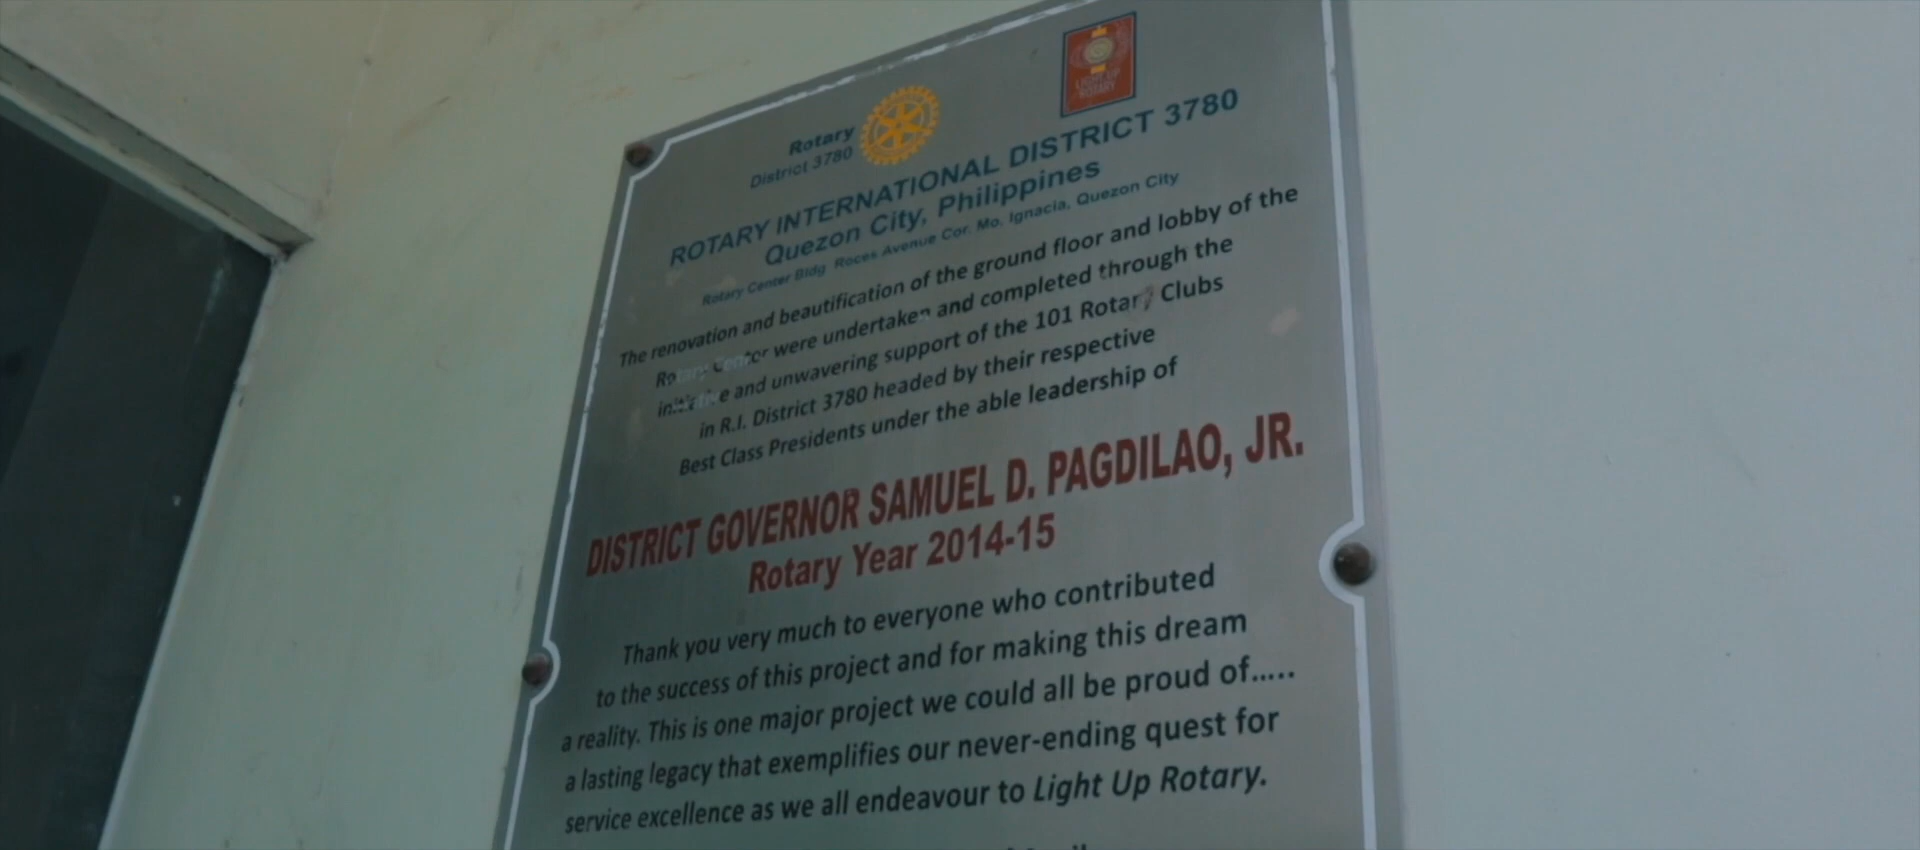 Rotary
District 3780
LIGHT UP
ROTARY
ROTARY INTERNATIONAL DISTRICT 3780
Quezon City, Philippines
Rotary Center Bldg. Roces Avenue Cor. Mo. Ignacia, Quezon City
The renovation and beautification of the ground floor and lobby of the
Rotary Center were undertaken and completed through the
initiative and unwavering support of the 101 Rotary Clubs
in R.I. District 3780 headed by their respective
Best Class Presidents under the able leadership of
DISTRICT GOVERNOR SAMUEL D. PAGDILAO, JR.
Rotary Year 2014-15
Thank you very much to everyone who contributed
to the success of this project and for making this dream
a reality. This is one major project we could all be proud of.....
a lasting legacy that exemplifies our never-ending quest for
service excellence as we all endeavour to Light Up Rotary.